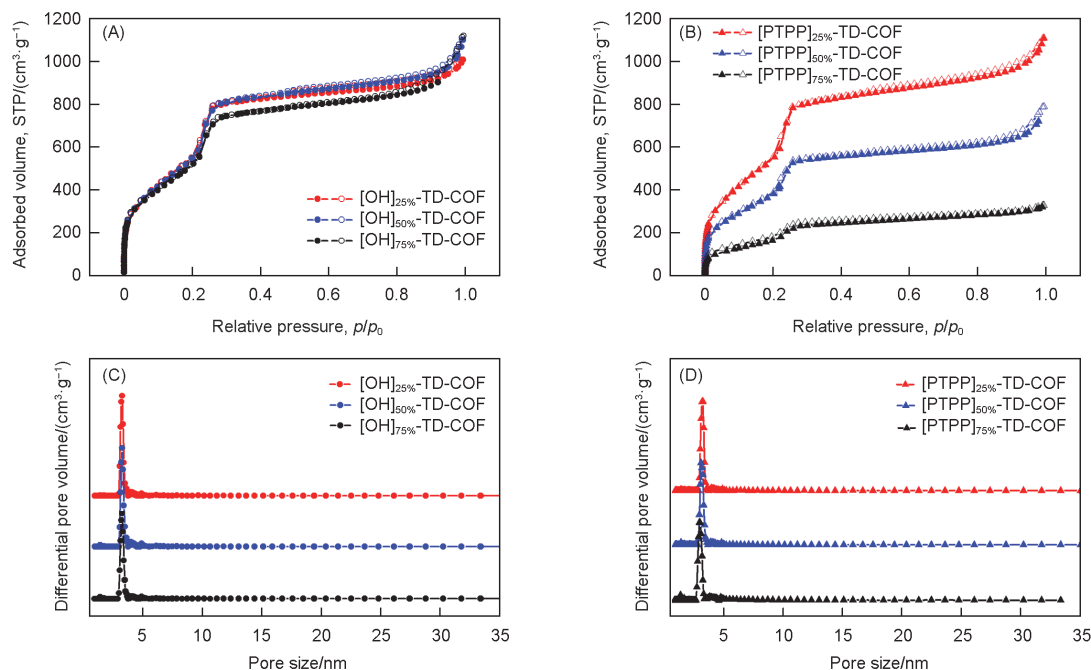 (A)
1200
1000
800
600
400
200
0
Adsorbed volume, STP/(cm³·g⁻¹)
[OH]25%-TD-COF
[OH]50%-TD-COF
[OH]75%-TD-COF
0 0.2 0.4 0.6 0.8 1.0
Relative pressure, p/p0
(B)
1200
1000
800
600
400
200
0
Adsorbed volume, STP/(cm³·g⁻¹)
[PTPP]25%-TD-COF
[PTPP]50%-TD-COF
[PTPP]75%-TD-COF
0 0.2 0.4 0.6 0.8 1.0
Relative pressure, p/p0
(C)
Differential pore volume/(cm³·g⁻¹)
[OH]25%-TD-COF
[OH]50%-TD-COF
[OH]75%-TD-COF
5 10 15 20 25 30 35
Pore size/nm
(D)
Differential pore volume/(cm³·g⁻¹)
[PTPP]25%-TD-COF
[PTPP]50%-TD-COF
[PTPP]75%-TD-COF
5 10 15 20 25 30 35
Pore size/nm